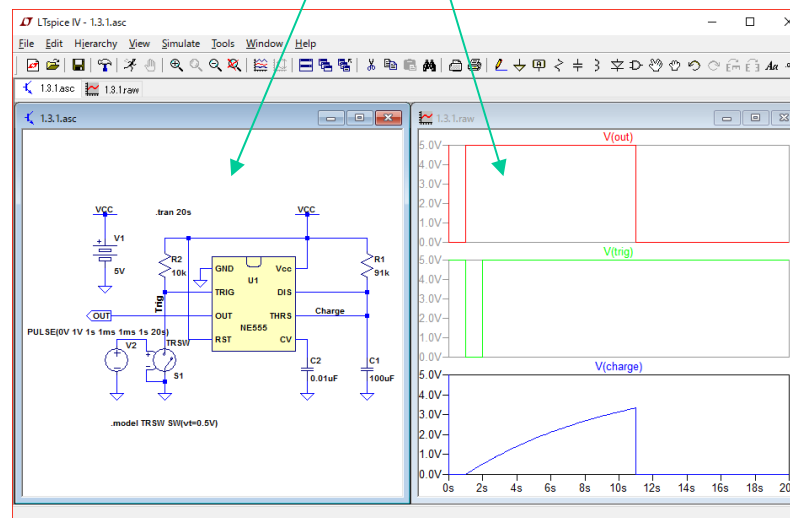 LTspice IV - 1.3.1.asc
File Edit Hierarchy View Simulate Tools Window Help
1.3.1.asc 1.3.1.raw
1.3.1.asc
VCC
.tran 20s
VCC
V1
5V
R2
10k
GND Vcc
U1
TRIG DIS
OUT THRS
NE555
RST CV
R1
91k
Trig
OUT
Charge
PULSE(0V 1V 1s 1ms 1ms 1s 20s)
V2
TRSW
S1
C2
0.01uF
C1
100uF
.model TRSW SW(vt=0.5V)
1.3.1.raw
V(out)
5.0V
4.0V
3.0V
2.0V
1.0V
0.0V
V(trig)
5.0V
4.0V
3.0V
2.0V
1.0V
0.0V
V(charge)
5.0V
4.0V
3.0V
2.0V
1.0V
0.0V
0s 2s 4s 6s 8s 10s 12s 14s 16s 18s